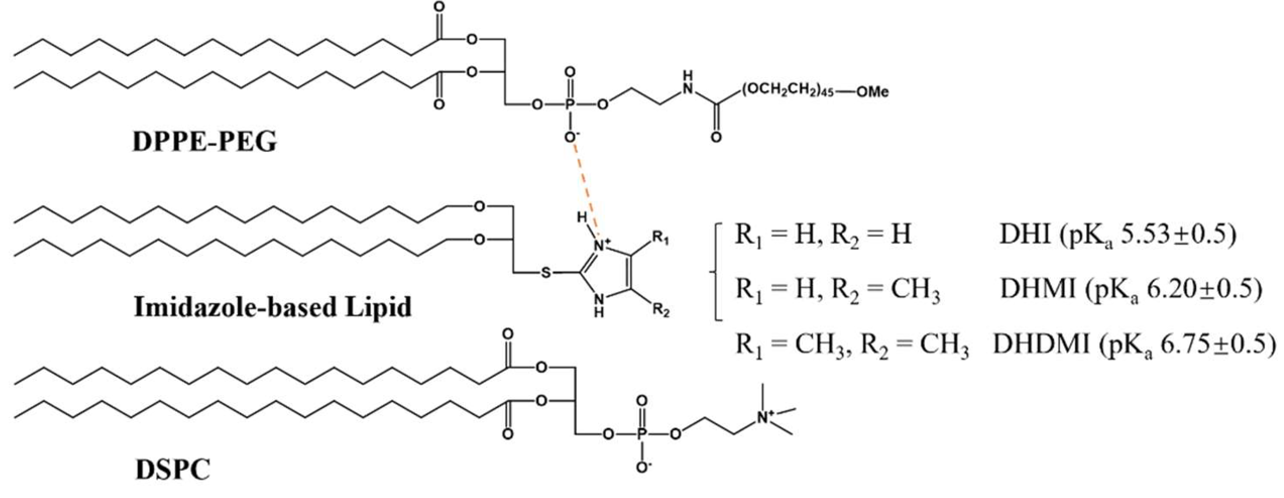 O
O
O
O
H
O
P
O
N
(OCH₂CH₂)₄₅—OMe
O
O
O⁻
O
DPPE-PEG
O
H
N⁺
R₁
O
S
N
H
R₂
Imidazole-based Lipid
R₁ = H, R₂ = H DHI (pKₐ 5.53±0.5)
R₁ = H, R₂ = CH₃ DHMI (pKₐ 6.20±0.5)
R₁ = CH₃, R₂ = CH₃ DHDMI (pKₐ 6.75±0.5)
O
O
O
O
O
O
P
O
N⁺
O⁻
DSPC